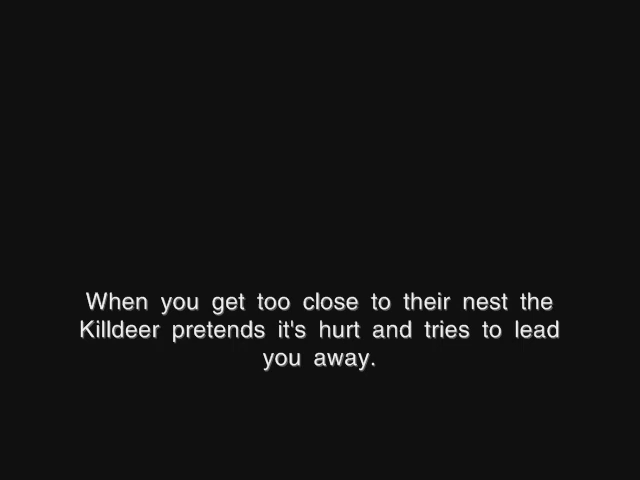 When you get too close to their nest the
Killdeer pretends it's hurt and tries to lead
you away.